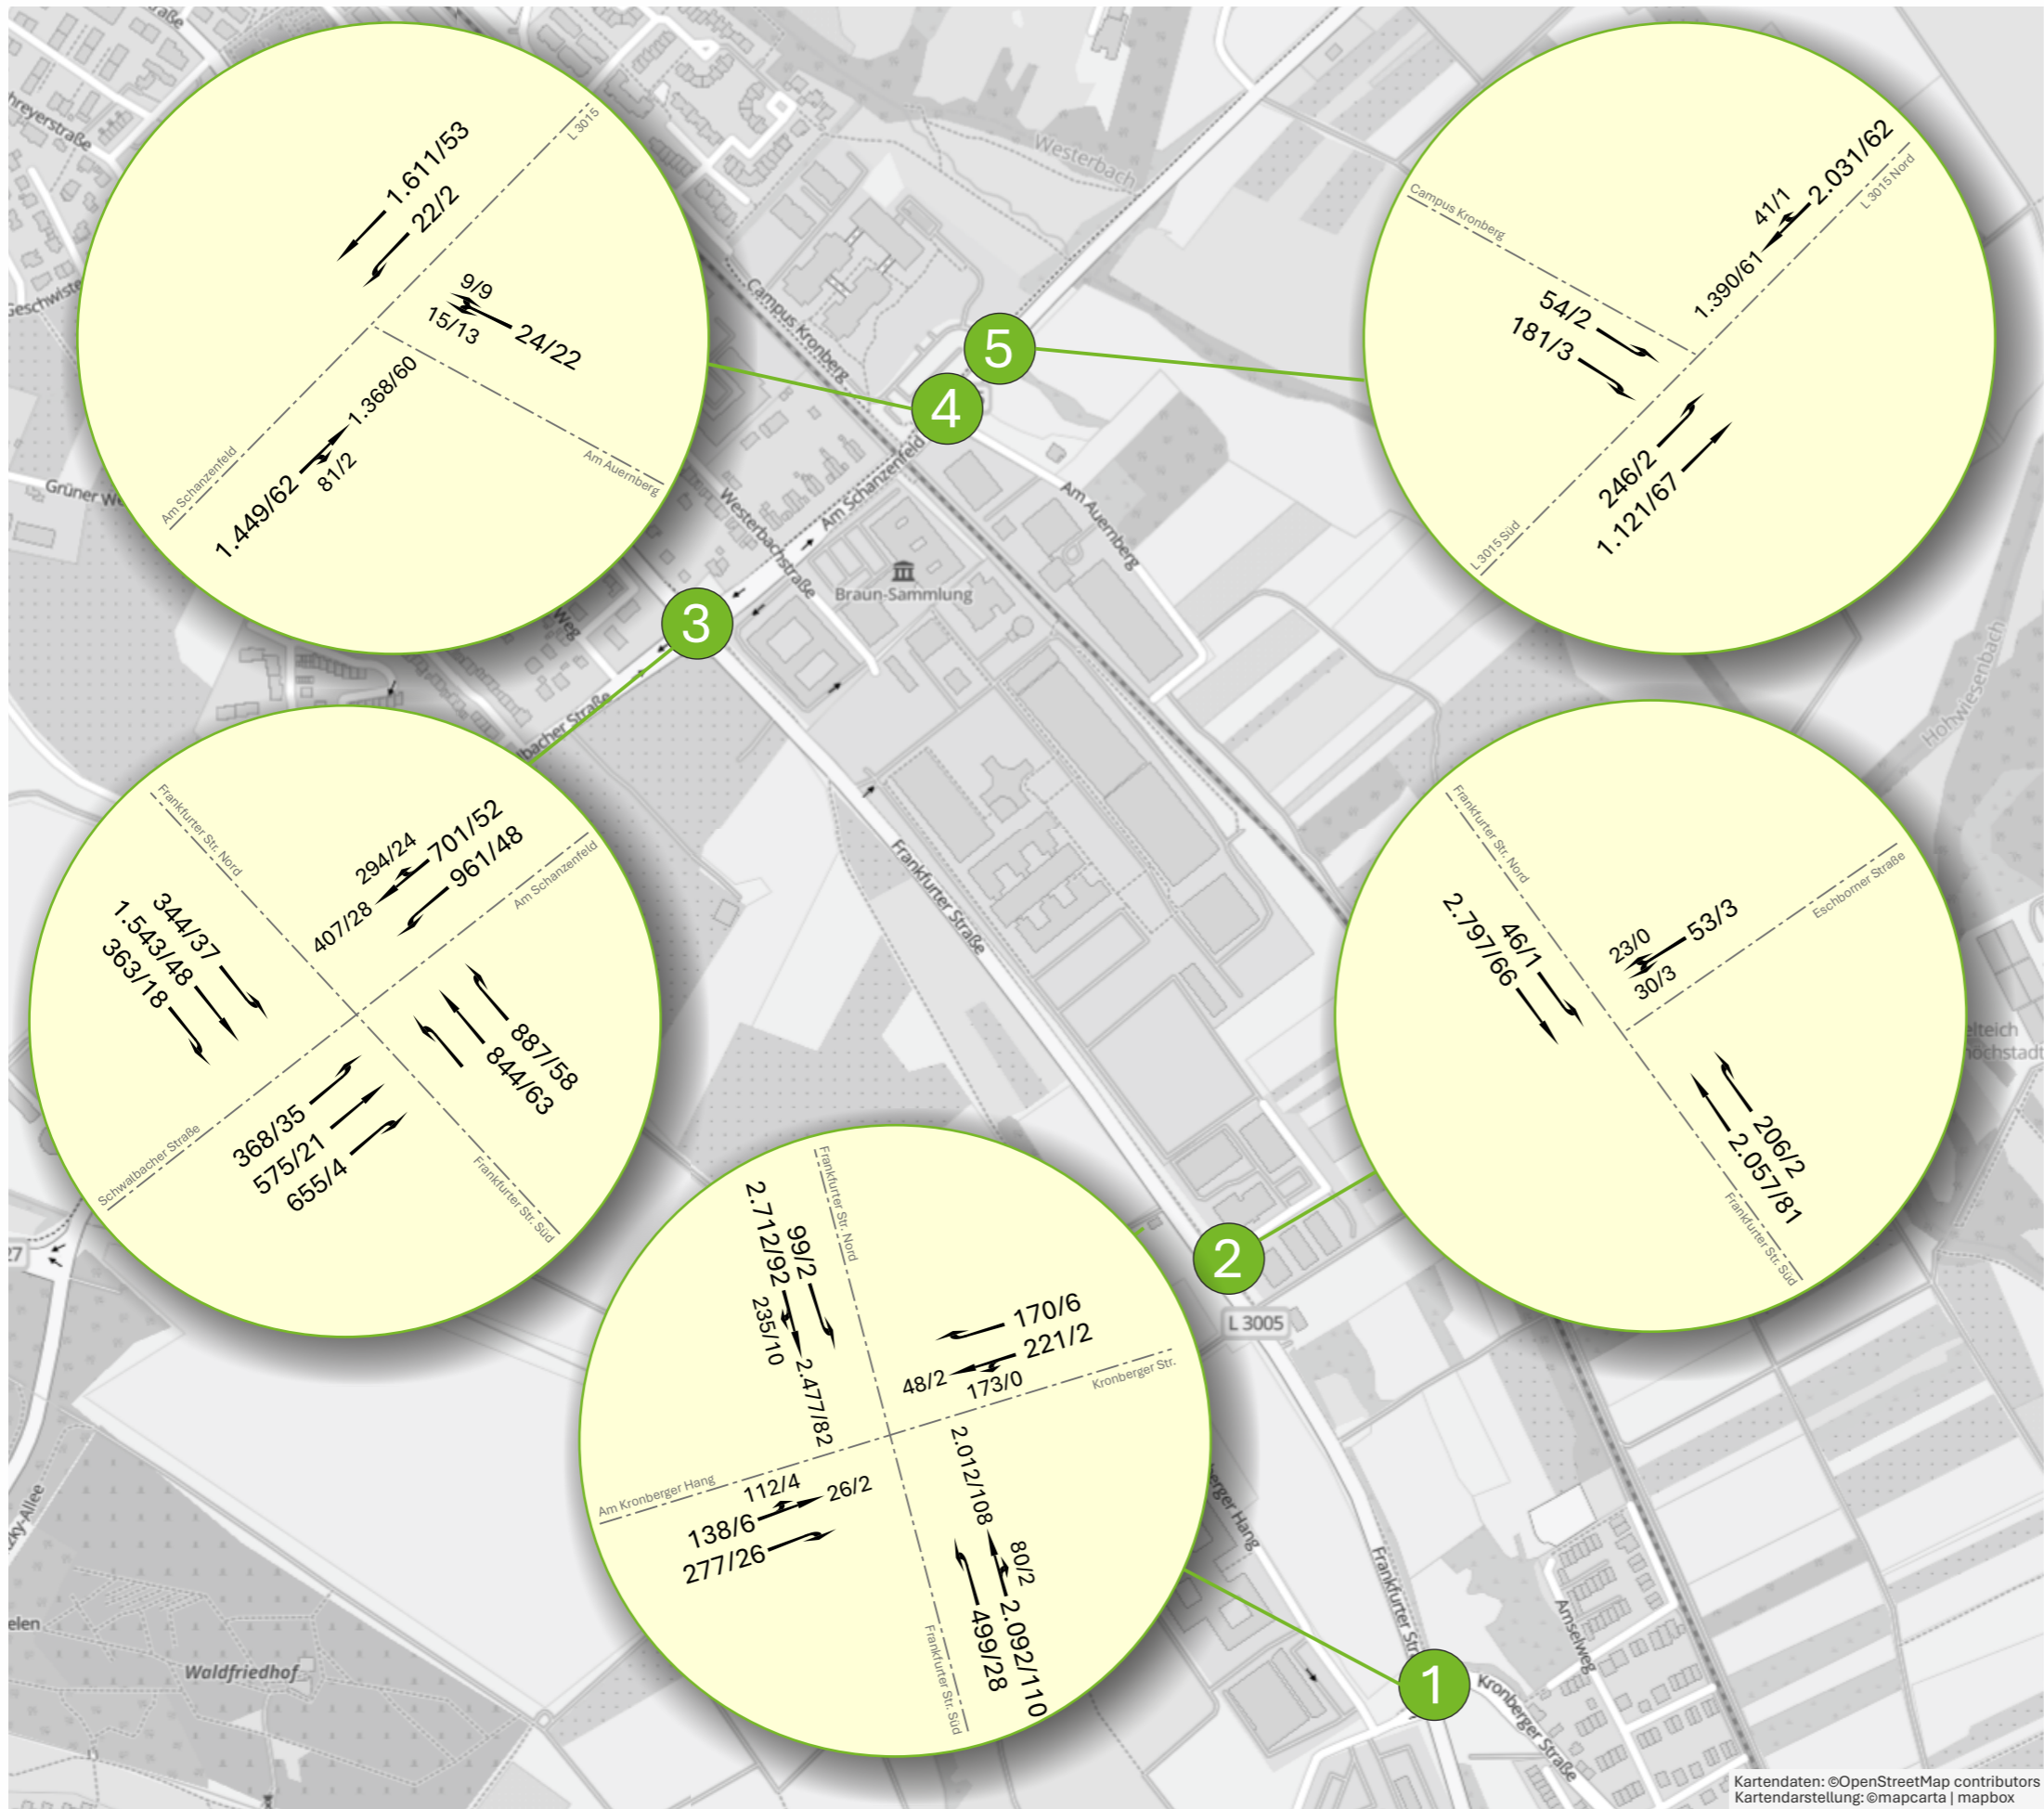 1.611/53
22/2
L 3015
9/9
15/13
24/22
1.368/60
81/2
1.449/62
Am Schanzenfeld
Am Auernberg
Campus Kronberg
41/1
2.031/62
L 3015 Nord
1.390/61
54/2
181/3
246/2
1.121/67
L 3015 Süd
Westerbach
Campus Kronberg
5
4
Am Schanzenfeld
Westerbachstraße
Am Auernberg
Braun-Sammlung
3
Weg
Frankfurter Straße
Hohwiesenbach
Frankfurter Str. Nord
294/24
701/52
961/48
407/28
Am Schanzenfeld
344/37
1.543/48
363/18
887/58
844/63
368/35
575/21
655/4
Schwalbacher Straße
Frankfurter Str. Süd
Frankfurter Str. Nord
Eschborner Straße
2.797/66
46/1
23/0
53/3
30/3
206/2
2.057/81
Frankfurter Str. Süd
Frankfurter Str. Nord
2.712/92
99/2
235/10
2.477/82
170/6
221/2
48/2
173/0
Kronberger Str.
Am Kronberger Hang
112/4
26/2
138/6
277/26
2.012/108
80/2
2.092/110
499/28
Frankfurter Str. Süd
2
L 3005
1
Amselweg
Kronberger Straße
Waldfriedhof
Kartendaten: ©OpenStreetMap contributors
Kartendarstellung: ©mapcarta | mapbox